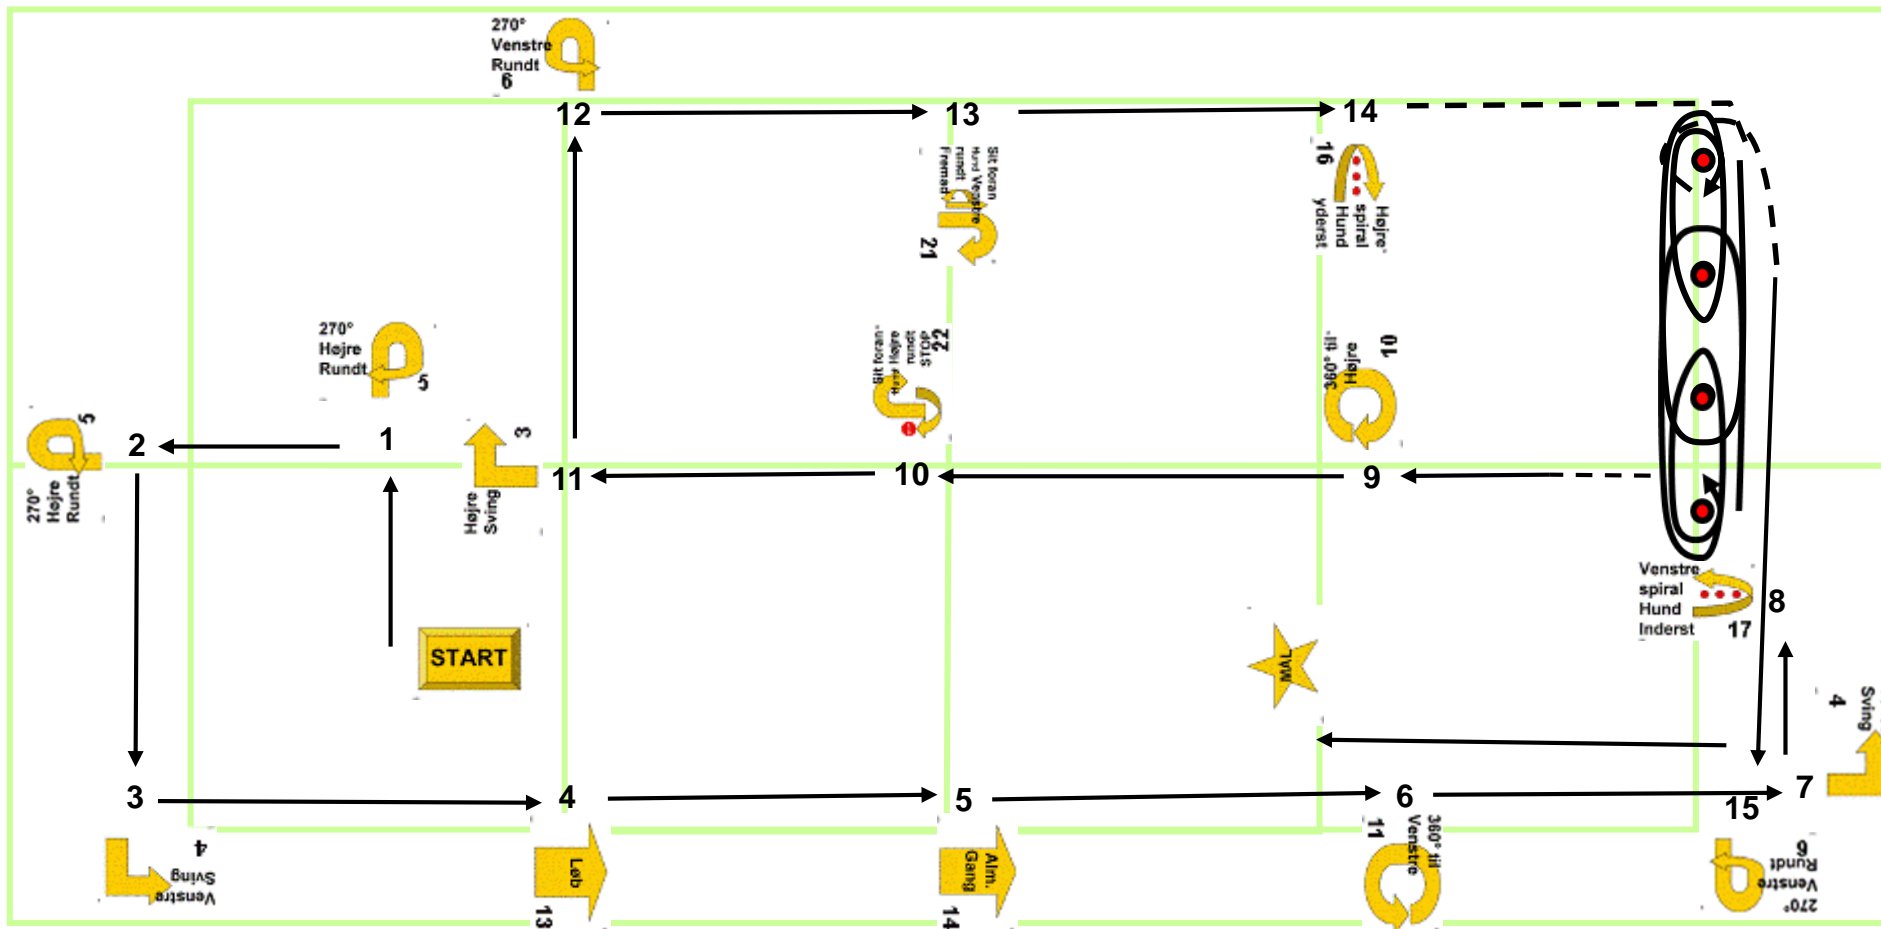 270°
Venstre
Rundt
6
12
13
14
Sit foran
Hund Venstre
rundt
Fremad
21
16
Højre
spiral
Hund
yderst
270°
Højre
Rundt
5
5
2
1
270°
Højre
Rundt
3
Højre
Sving
11
Sit foran
Hund Højre
rundt
STOP
22
10
360° til
Højre
10
9
START
MÅL
Venstre
spiral
Hund
Inderst
17
8
4
Sving
3
4
5
6
15
7
4
Venstre
Sving
Løb
13
Alm.
Gang
14
11
360° til
Venstre
6
270°
Venstre
Rundt